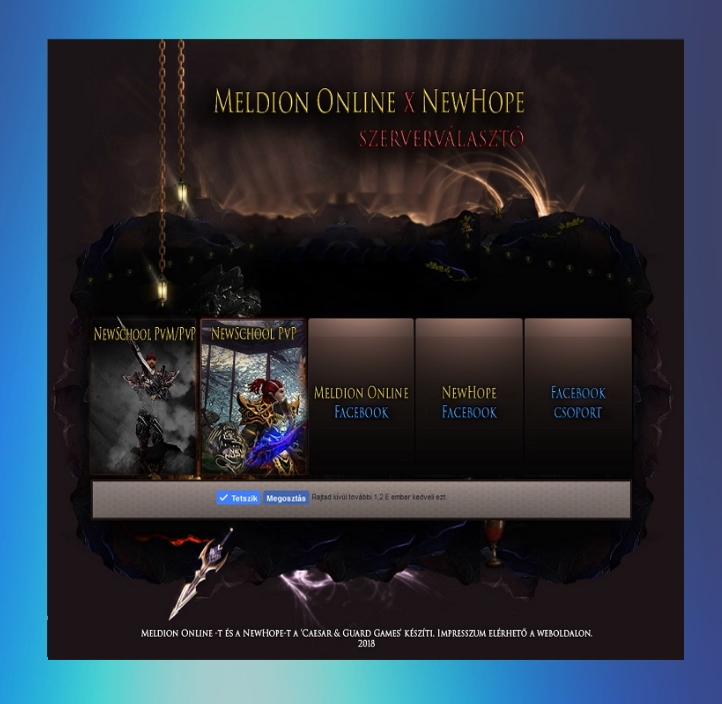 Meldion Online x NewHope
szerverválasztó
NewSchool PvM/PvP
NewSchool PvP
Meldion Online
Facebook
NewHope
Facebook
Facebook
csoport
NEW
HOPE
Tetszik Megosztás Rajtad kívül további 1,2 E ember kedveli ezt.
Meldion Online -t és a NewHope-t a 'Caesar & Guard Games' készíti. Impresszum elérhető a weboldalon.
2018